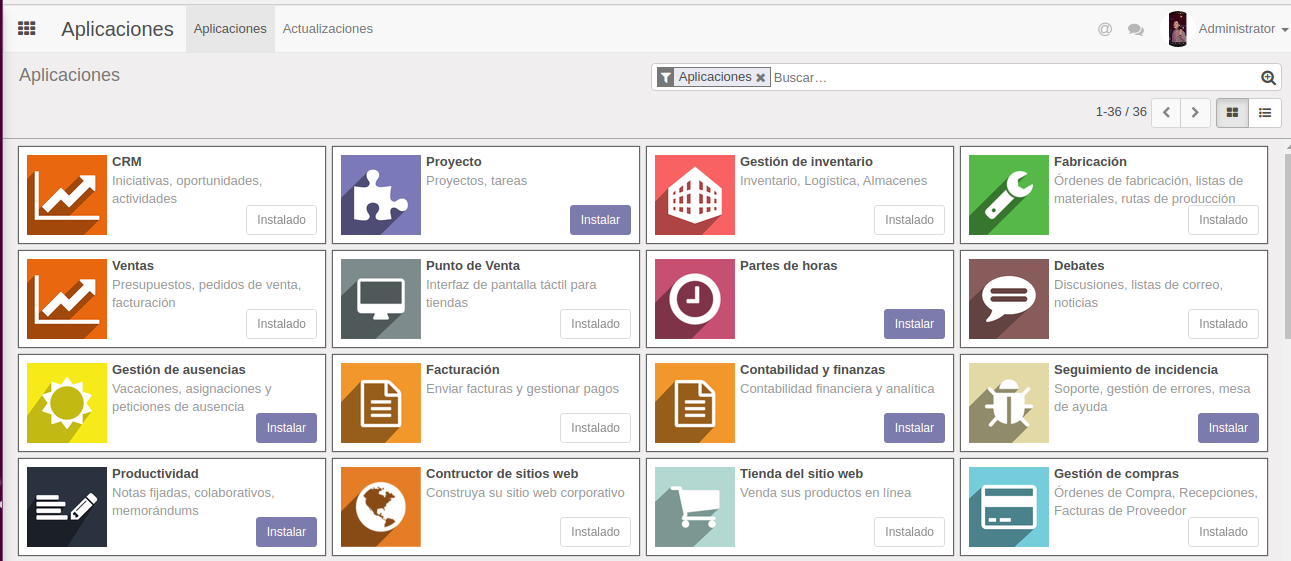 Aplicaciones Aplicaciones Actualizaciones @ Administrator
Aplicaciones Aplicaciones Buscar...
1-36 / 36
CRM
Iniciativas, oportunidades,
actividades
Instalado
Proyecto
Proyectos, tareas
Instalar
Gestión de inventario
Inventario, Logística, Almacenes
Instalado
Fabricación
Órdenes de fabricación, listas de
materiales, rutas de producción
Instalado
Ventas
Presupuestos, pedidos de venta,
facturación
Instalado
Punto de Venta
Interfaz de pantalla táctil para
tiendas
Instalado
Partes de horas
Instalar
Debates
Discusiones, listas de correo,
noticias
Instalado
Gestión de ausencias
Vacaciones, asignaciones y
peticiones de ausencia
Instalar
Facturación
Enviar facturas y gestionar pagos
Instalado
Contabilidad y finanzas
Contabilidad financiera y analítica
Instalar
Seguimiento de incidencia
Soporte, gestión de errores, mesa
de ayuda
Instalar
Productividad
Notas fijadas, colaborativos,
memorándums
Instalar
Contructor de sitios web
Construya su sitio web corporativo
Instalado
Tienda del sitio web
Venda sus productos en línea
Instalado
Gestión de compras
Órdenes de Compra, Recepciones,
Facturas de Proveedor
Instalado